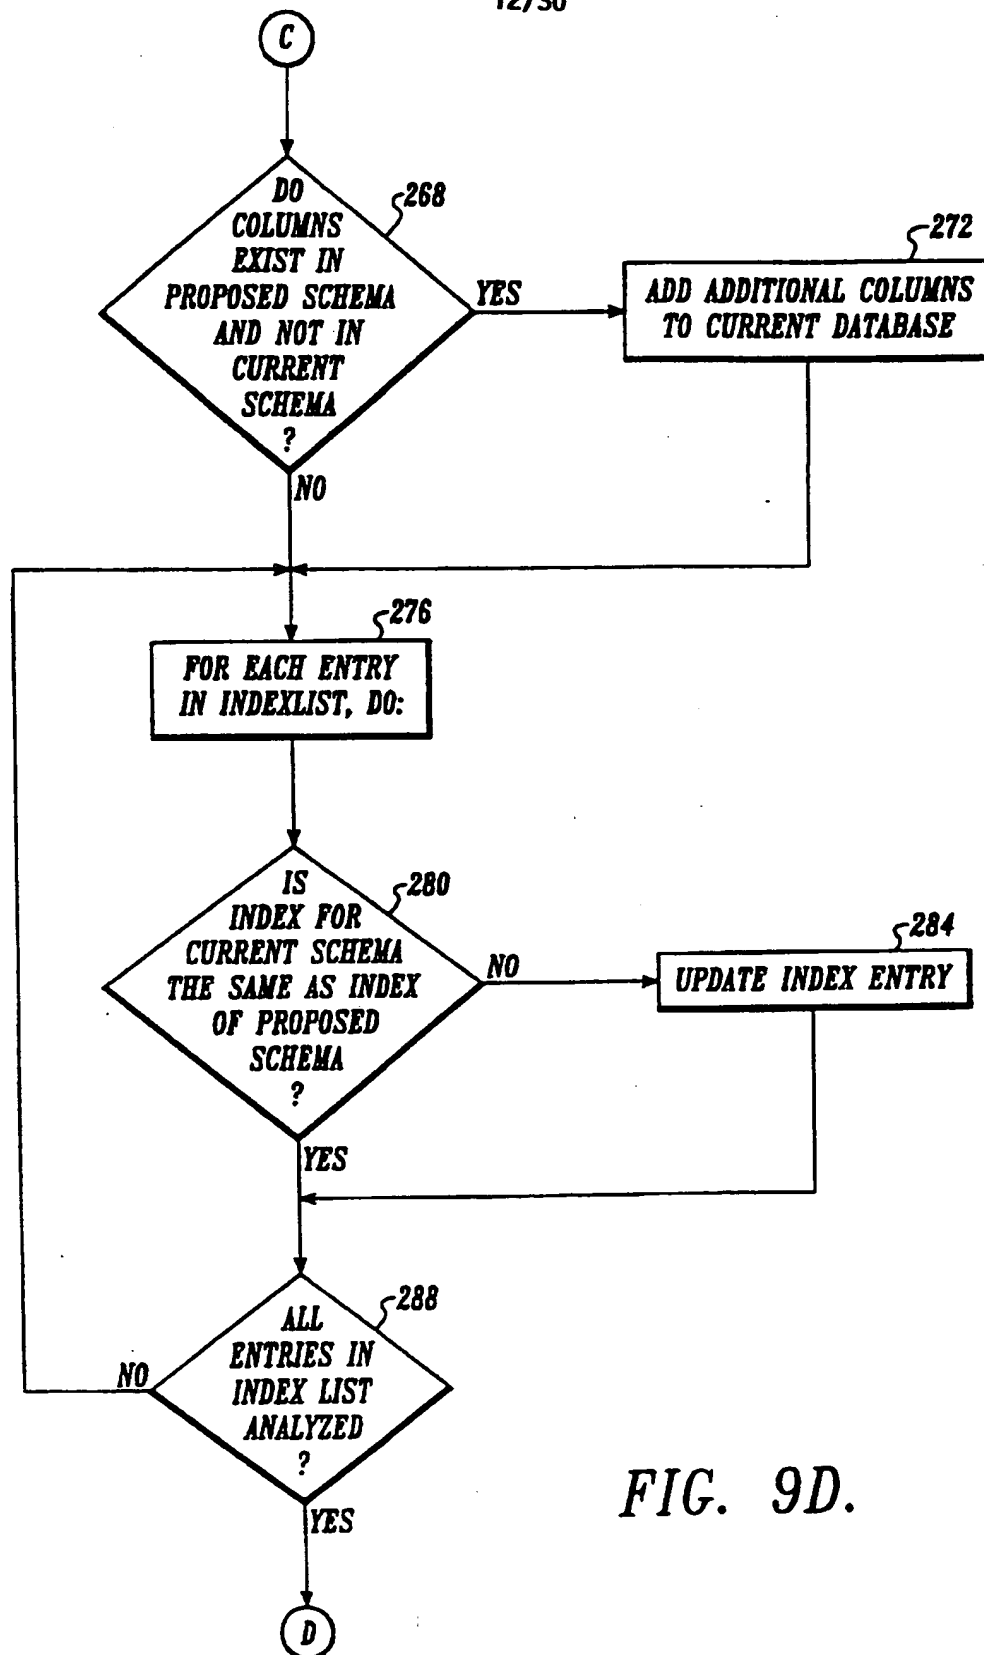 12/30
C
DO
COLUMNS
EXIST IN
PROPOSED SCHEMA
AND NOT IN
CURRENT
SCHEMA
?
268
YES
272
ADD ADDITIONAL COLUMNS
TO CURRENT DATABASE
NO
276
FOR EACH ENTRY
IN INDEXLIST, DO:
IS
INDEX FOR
CURRENT SCHEMA
THE SAME AS INDEX
OF PROPOSED
SCHEMA
?
280
NO
284
UPDATE INDEX ENTRY
YES
ALL
ENTRIES IN
INDEX LIST
ANALYZED
?
288
NO
YES
D
FIG. 9D.